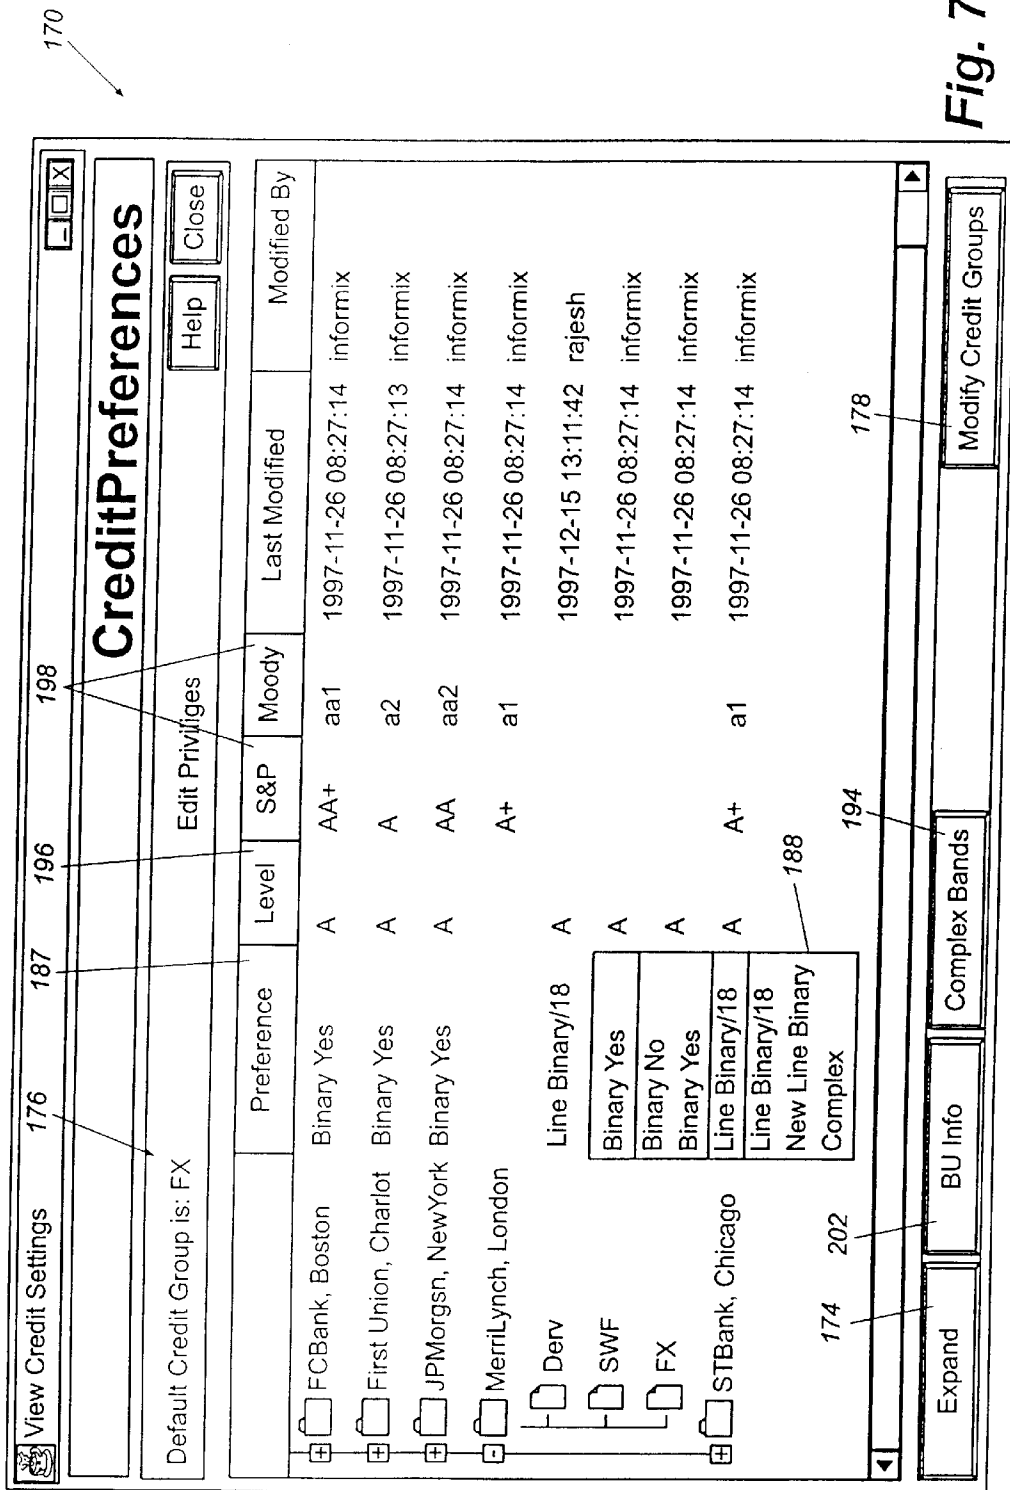 170
View Credit Settings
176
187
196
198
CreditPreferences
Default Credit Group is: FX
Edit Priviliges
Help
Close
Preference Level S&P Moody Last Modified Modified By
FCBank, Boston Binary Yes A AA+ aa1 1997-11-26 08:27:14 informix
First Union, Charlot Binary Yes A A a2 1997-11-26 08:27:13 informix
JPMorgsn, NewYork Binary Yes A AA aa2 1997-11-26 08:27:14 informix
MerriLynch, London A+ a1 1997-11-26 08:27:14 informix
Derv Line Binary/18 A 1997-12-15 13:11:42 rajesh
SWF Binary Yes A 1997-11-26 08:27:14 informix
Binary No
FX Binary Yes A 1997-11-26 08:27:14 informix
STBank, Chicago Line Binary/18 A A+ a1 1997-11-26 08:27:14 informix
Line Binary/18
New Line Binary
Complex
188
174
202
194
178
Expand
BU Info
Complex Bands
Modify Credit Groups
Fig. 7